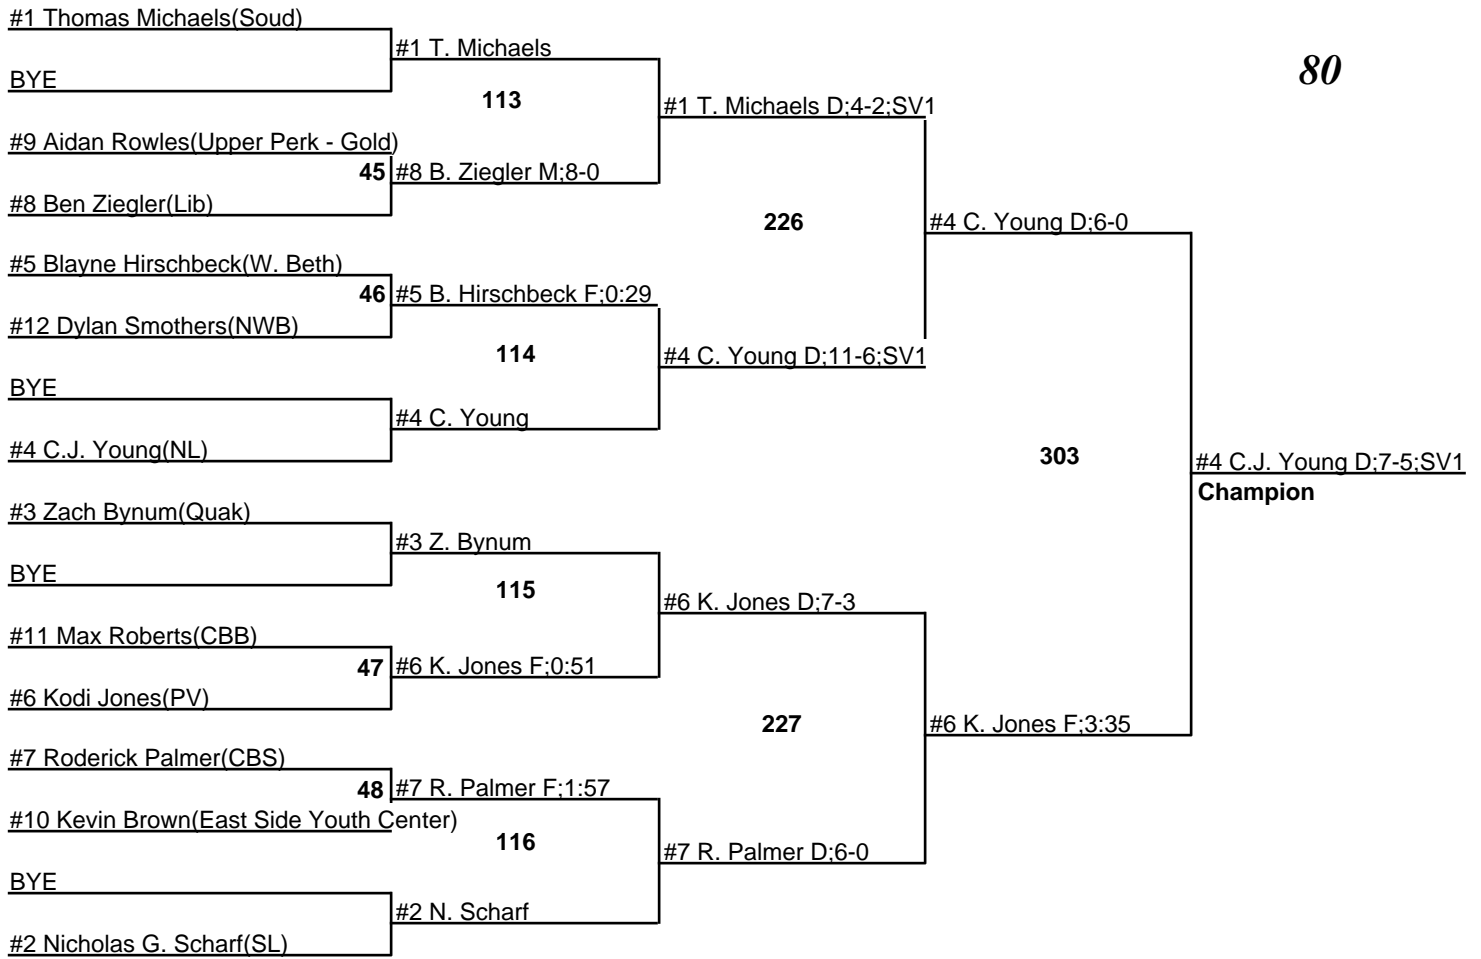 #1 Thomas Michaels(Soud)
#1 T. Michaels
80
BYE
113
#1 T. Michaels D;4-2;SV1
#9 Aidan Rowles(Upper Perk - Gold)
45
#8 B. Ziegler M;8-0
#8 Ben Ziegler(Lib)
226
#4 C. Young D;6-0
#5 Blayne Hirschbeck(W. Beth)
46
#5 B. Hirschbeck F;0:29
#12 Dylan Smothers(NWB)
114
#4 C. Young D;11-6;SV1
BYE
#4 C. Young
#4 C.J. Young(NL)
303
#4 C.J. Young D;7-5;SV1
Champion
#3 Zach Bynum(Quak)
#3 Z. Bynum
BYE
115
#6 K. Jones D;7-3
#11 Max Roberts(CBB)
47
#6 K. Jones F;0:51
#6 Kodi Jones(PV)
227
#6 K. Jones F;3:35
#7 Roderick Palmer(CBS)
48
#7 R. Palmer F;1:57
#10 Kevin Brown(East Side Youth Center)
116
#7 R. Palmer D;6-0
BYE
#2 N. Scharf
#2 Nicholas G. Scharf(SL)